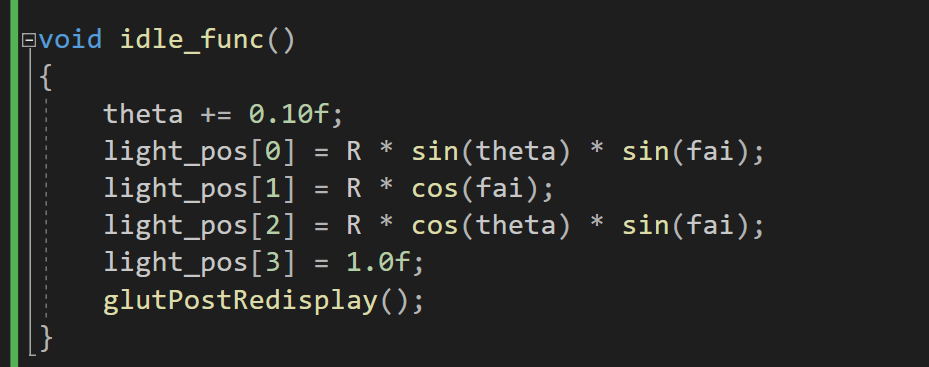 void idle_func()
{
    theta += 0.10f;
    light_pos[0] = R * sin(theta) * sin(fai);
    light_pos[1] = R * cos(fai);
    light_pos[2] = R * cos(theta) * sin(fai);
    light_pos[3] = 1.0f;
    glutPostRedisplay();
}